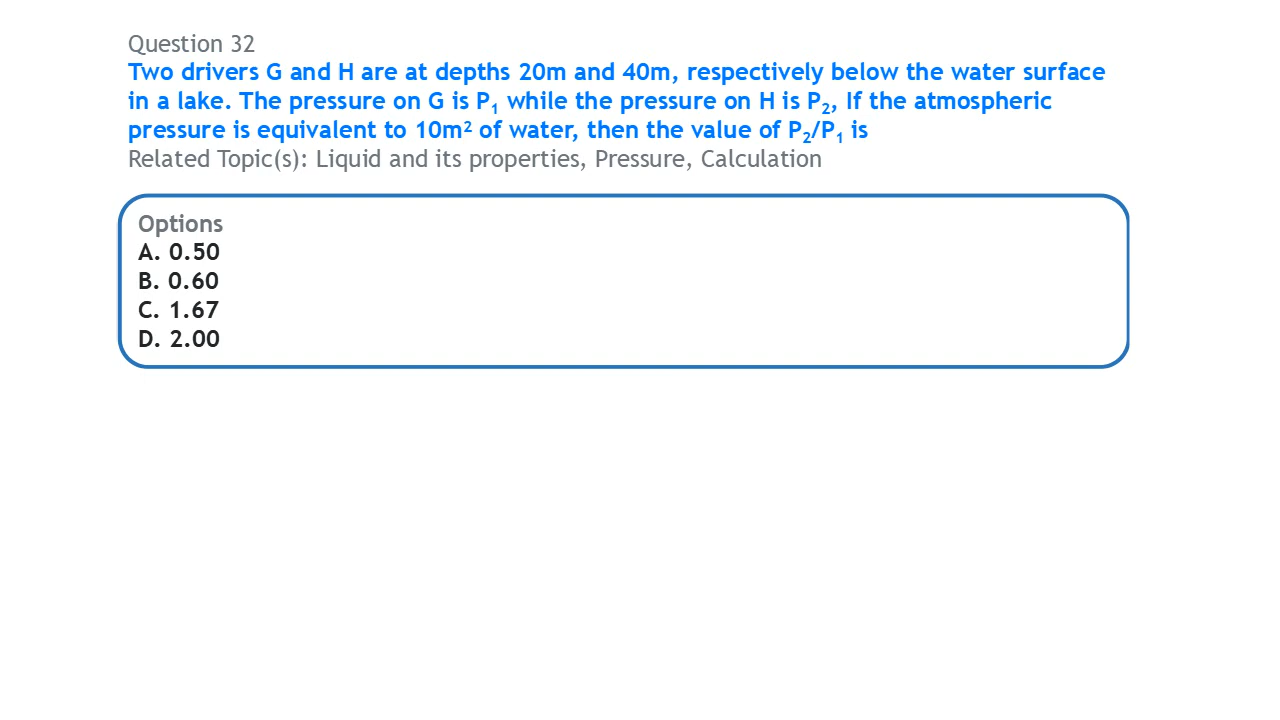 Question 32
Two drivers G and H are at depths 20m and 40m, respectively below the water surface
in a lake. The pressure on G is P₁ while the pressure on H is P₂, If the atmospheric
pressure is equivalent to 10m² of water, then the value of P₂/P₁ is
Related Topic(s): Liquid and its properties, Pressure, Calculation
Options
A. 0.50
B. 0.60
C. 1.67
D. 2.00